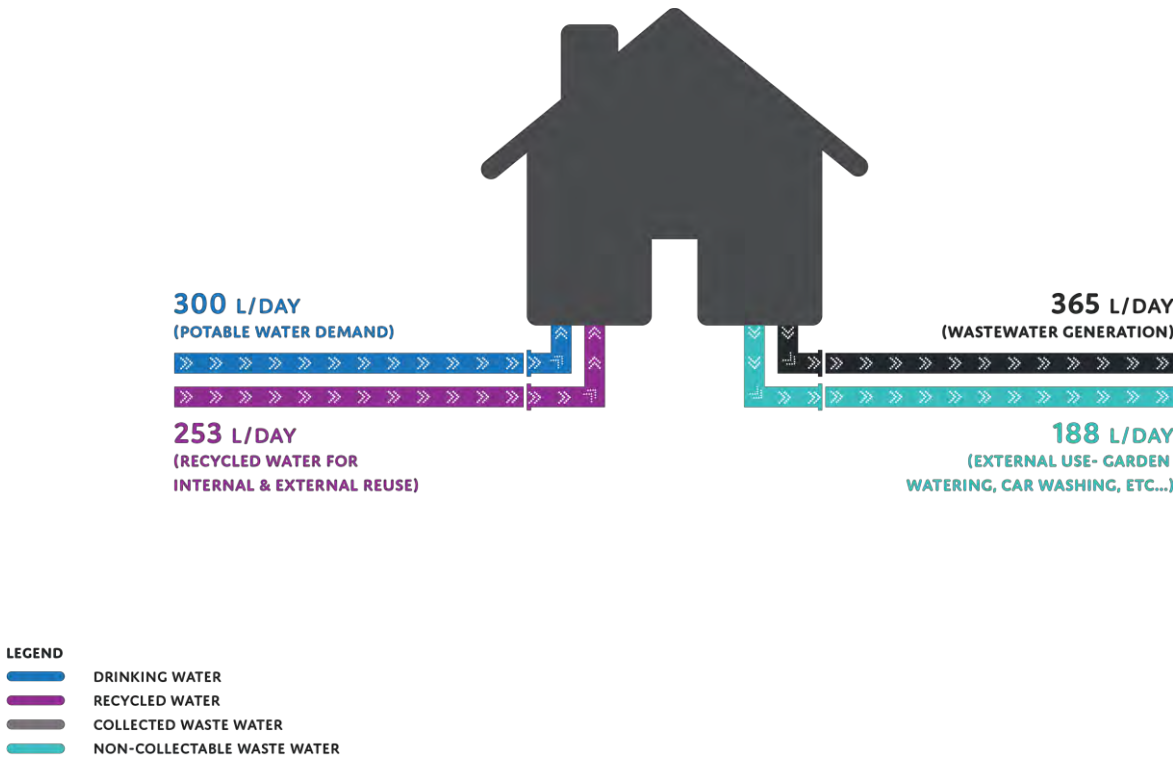 300 L/DAY
(POTABLE WATER DEMAND)
253 L/DAY
(RECYCLED WATER FOR
INTERNAL & EXTERNAL REUSE)
365 L/DAY
(WASTEWATER GENERATION)
188 L/DAY
(EXTERNAL USE- GARDEN
WATERING, CAR WASHING, ETC...)
LEGEND
DRINKING WATER
RECYCLED WATER
COLLECTED WASTE WATER
NON-COLLECTABLE WASTE WATER